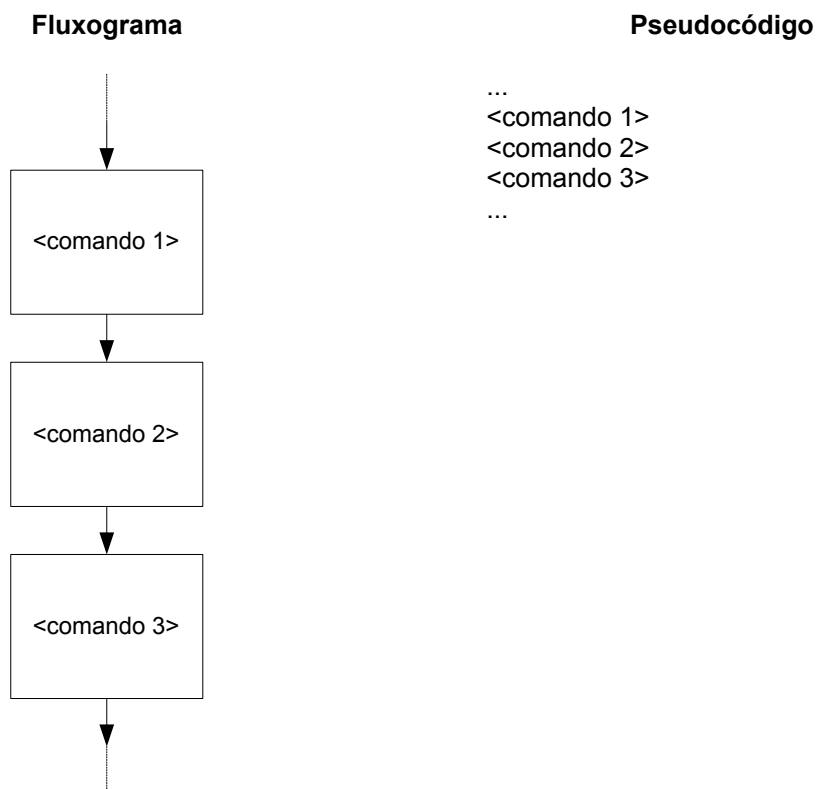 Fluxograma
Pseudocódigo
<comando 1>
<comando 2>
<comando 3>
...
<comando 1>
<comando 2>
<comando 3>
...